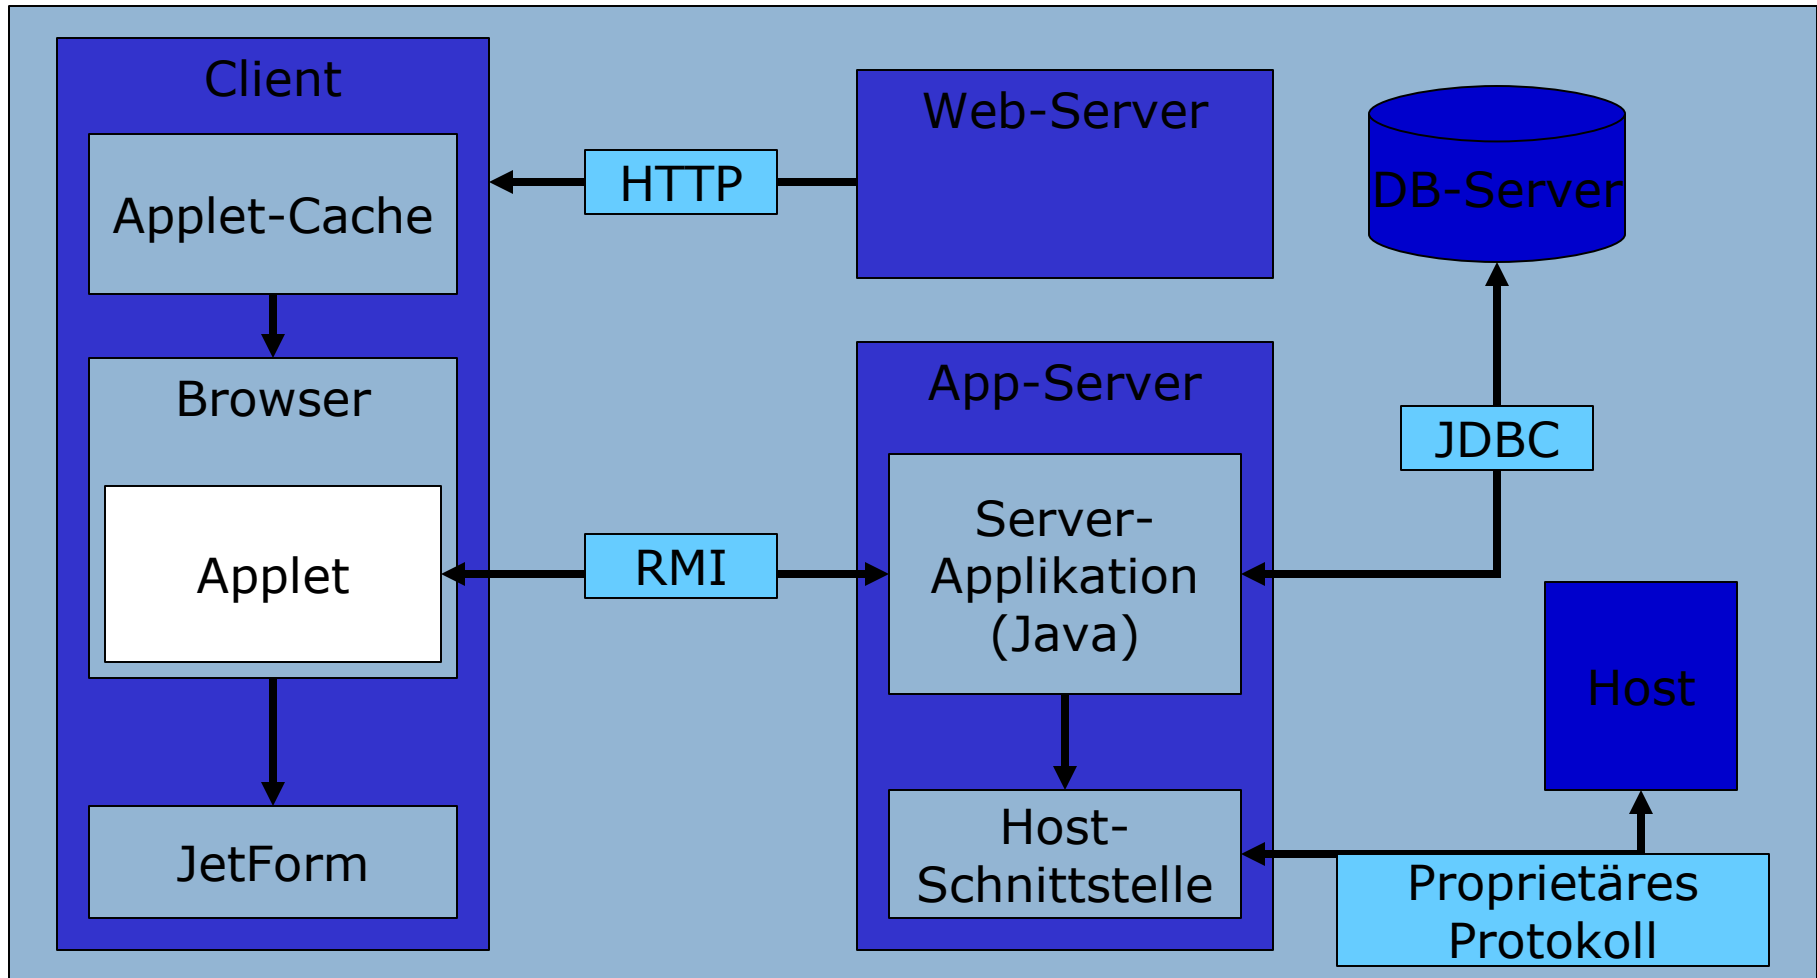 Client
Applet-Cache
Browser
Applet
JetForm
HTTP
RMI
Web-Server
App-Server
Server-
Applikation
(Java)
Host-
Schnittstelle
DB-Server
JDBC
Host
Proprietäres
Protokoll